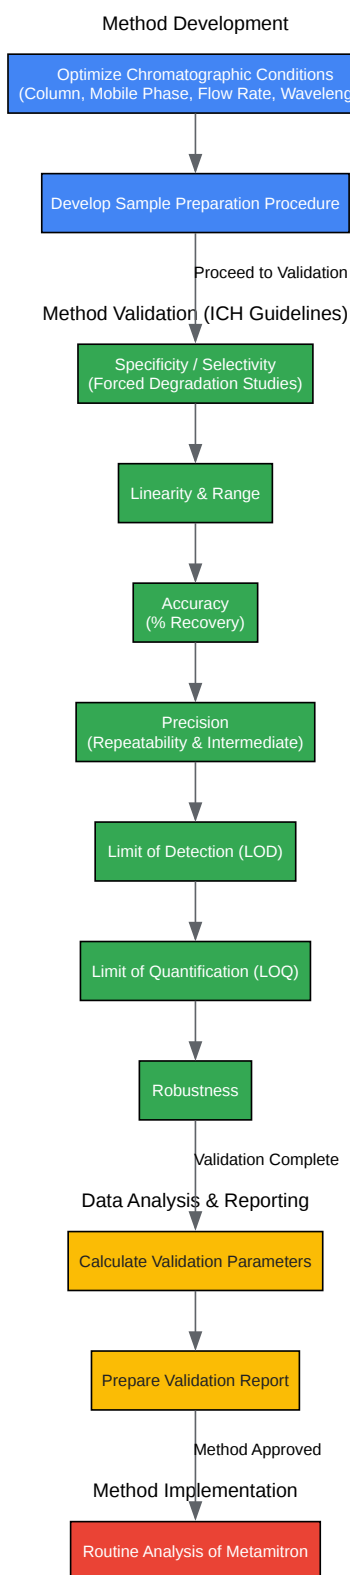 Method Development
Optimize Chromatographic Conditions
(Column, Mobile Phase, Flow Rate, Waveleng
Develop Sample Preparation Procedure
Proceed to Validation
Method Validation (ICH Guidelines)
Specificity / Selectivity
(Forced Degradation Studies)
Linearity & Range
Accuracy
(% Recovery)
Precision
(Repeatability & Intermediate)
Limit of Detection (LOD)
Limit of Quantification (LOQ)
Robustness
Validation Complete
Data Analysis & Reporting
Calculate Validation Parameters
Prepare Validation Report
Method Approved
Method Implementation
Routine Analysis of Metamitron